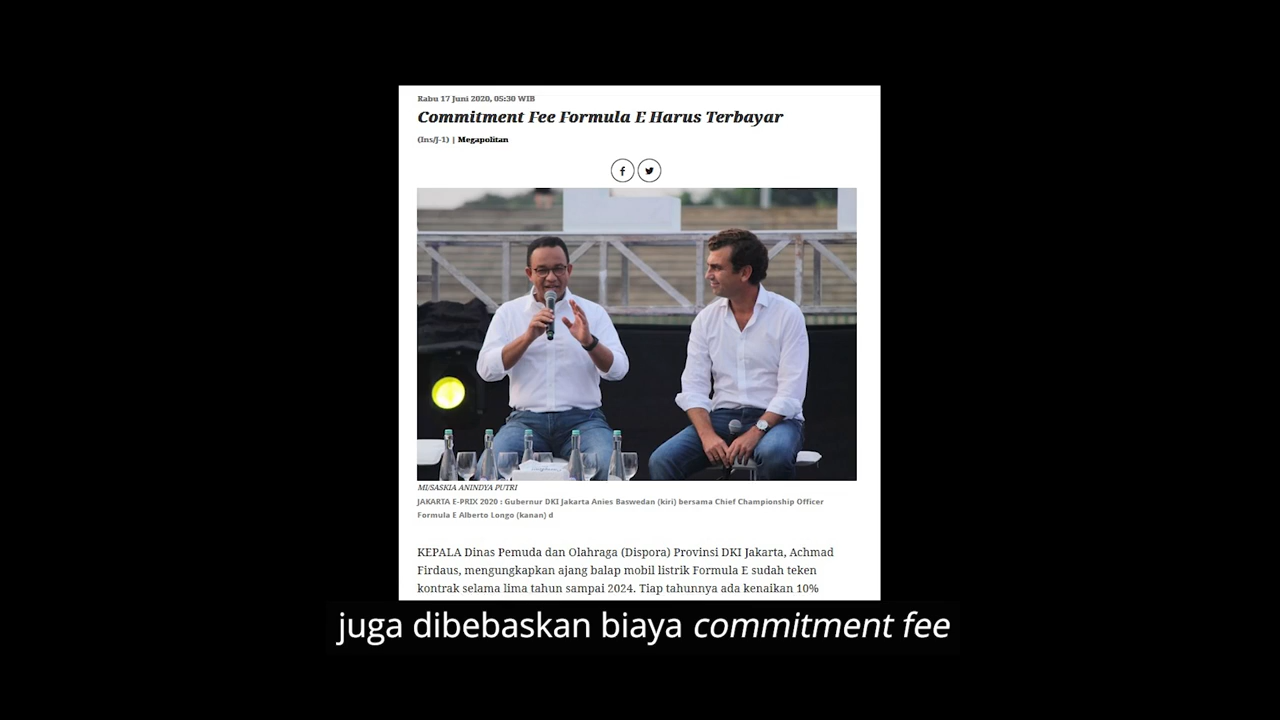 Rabu 17 Juni 2020, 05:30 WIB
Commitment Fee Formula E Harus Terbayar
(Ins/J-1) | Megapolitan
MI/SASKIA ANINDYA PUTRI
JAKARTA E-PRIX 2020 : Gubernur DKI Jakarta Anies Baswedan (kiri) bersama Chief Championship Officer
Formula E Alberto Longo (kanan) d
KEPALA Dinas Pemuda dan Olahraga (Dispora) Provinsi DKI Jakarta, Achmad
Firdaus, mengungkapkan ajang balap mobil listrik Formula E sudah teken
kontrak selama lima tahun sampai 2024. Tiap tahunnya ada kenaikan 10%
juga dibebaskan biaya commitment fee